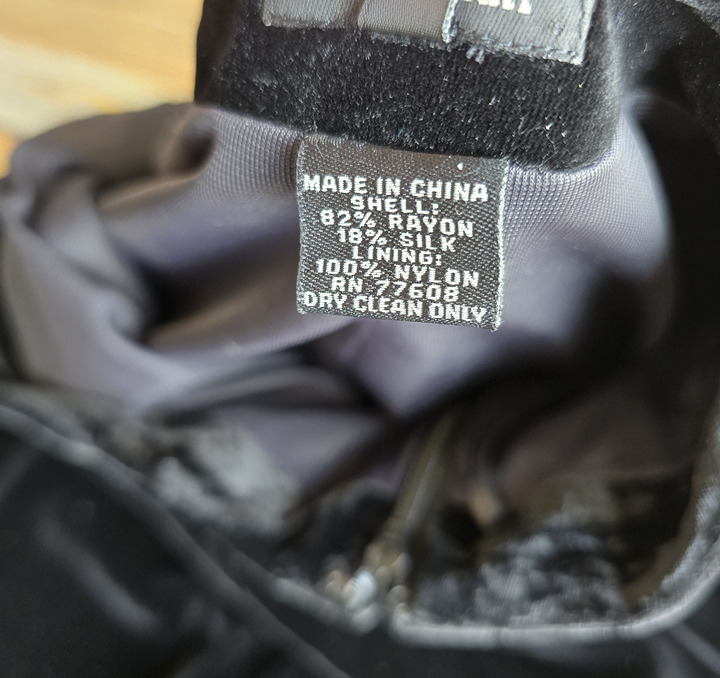 MADE IN CHINA
SHELL:
82% RAYON
18% SILK
LINING:
100% NYLON
RN 77608
DRY CLEAN ONLY